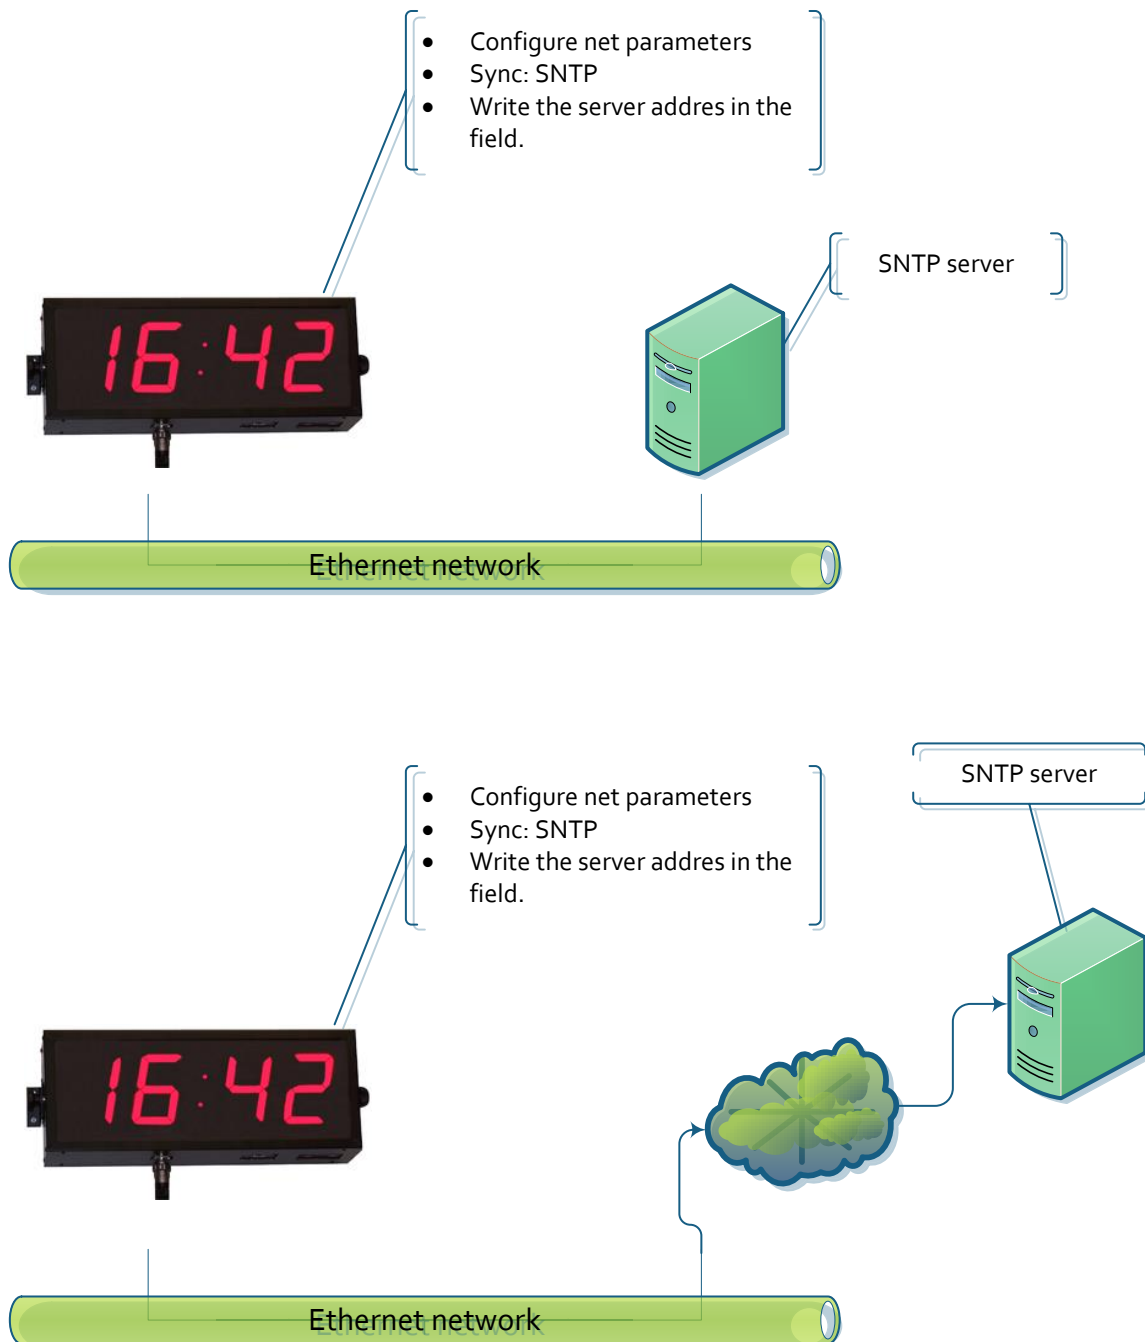 • Configure net parameters
• Sync: SNTP
• Write the server addres in the
field.
SNTP server
16:42
Ethernet network
SNTP server
• Configure net parameters
• Sync: SNTP
• Write the server addres in the
field.
16:42
Ethernet network